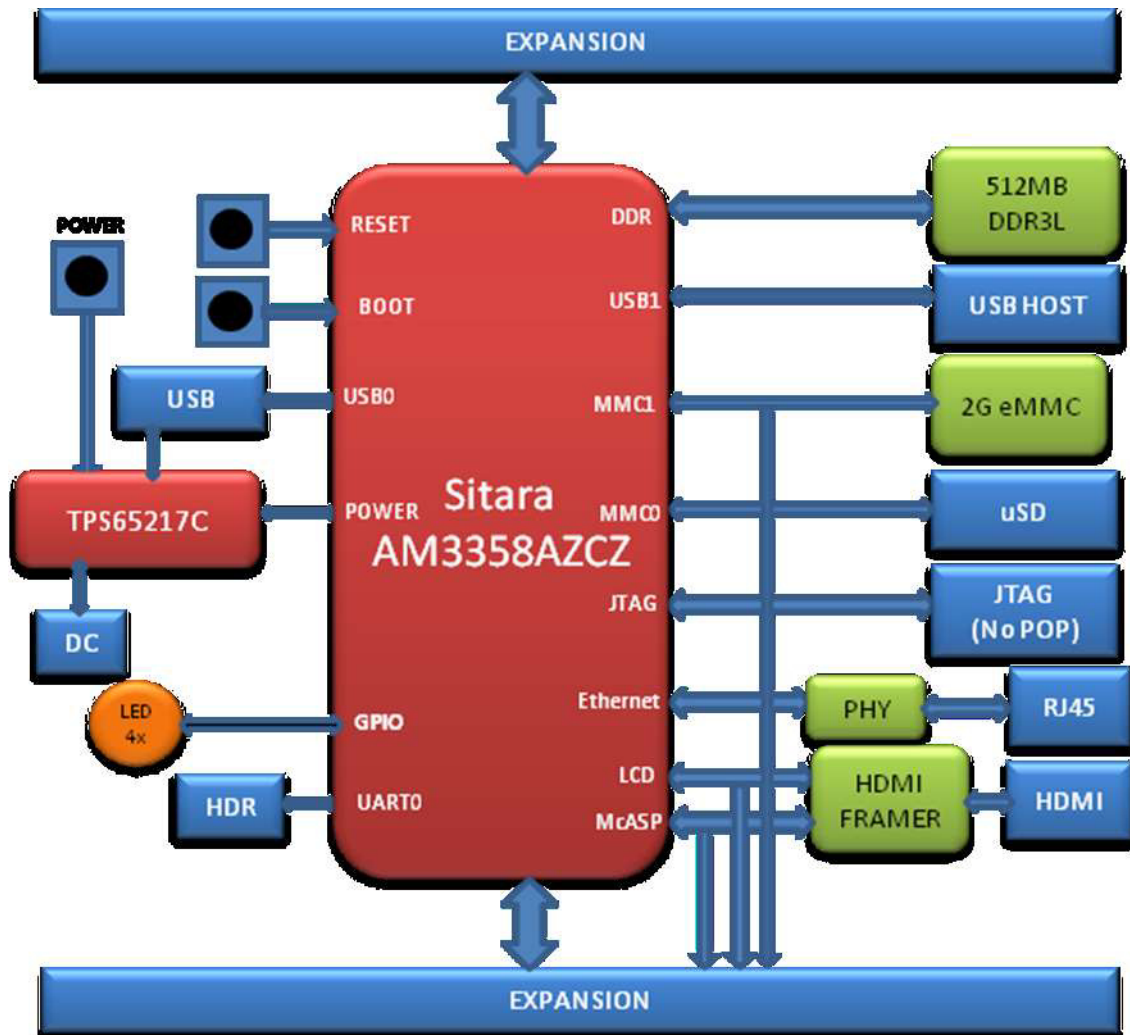 EXPANSION
POWER
RESET
BOOT
USB
USB0
TPS65217C
POWER
DC
LED
4x
GPIO
HDR
UART0
Sitara
AM3358AZCZ
DDR
512MB
DDR3L
USB1
USB HOST
MMC1
2G eMMC
MMC0
uSD
JTAG
JTAG
(No POP)
Ethernet
PHY
RJ45
LCD
McASP
HDMI
FRAMER
HDMI
EXPANSION